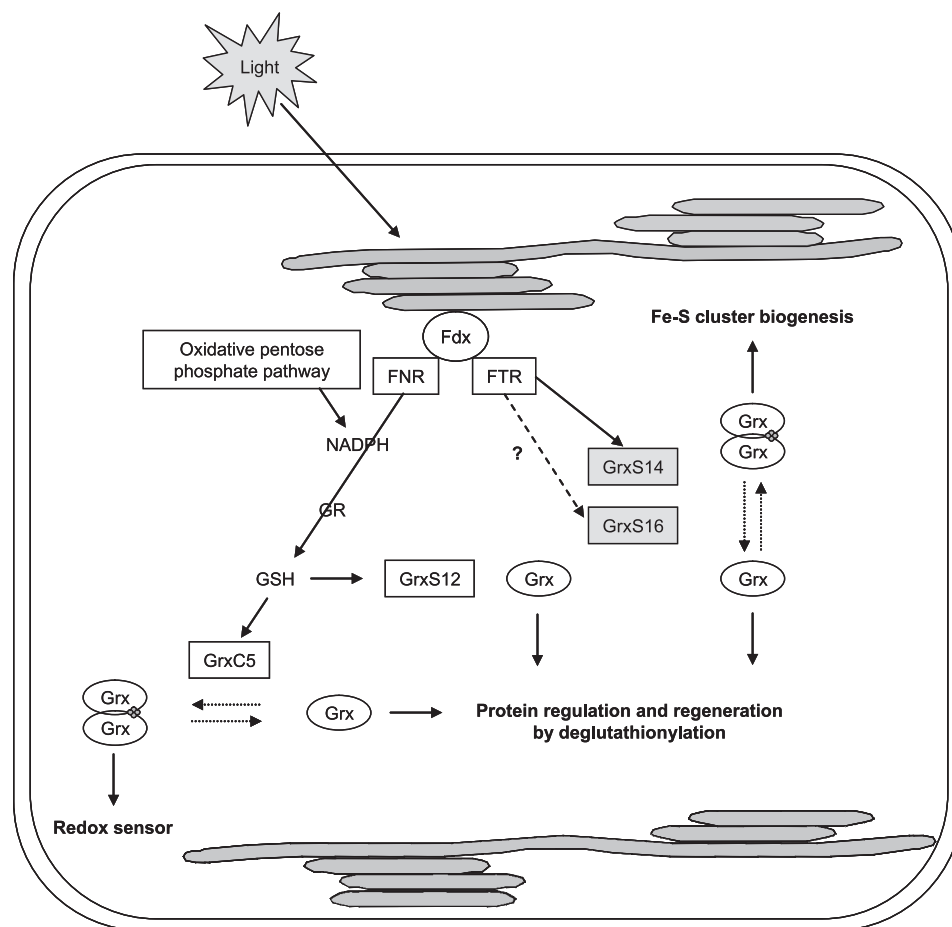 Light
Fe-S cluster biogenesis
Fdx
Oxidative pentose
phosphate pathway
FNR
FTR
Grx
Grx
NADPH
?
GrxS14
GR
GrxS16
GSH
GrxS12
Grx
Grx
GrxC5
Grx
Grx
Grx
Protein regulation and regeneration
by deglutathionylation
Redox sensor